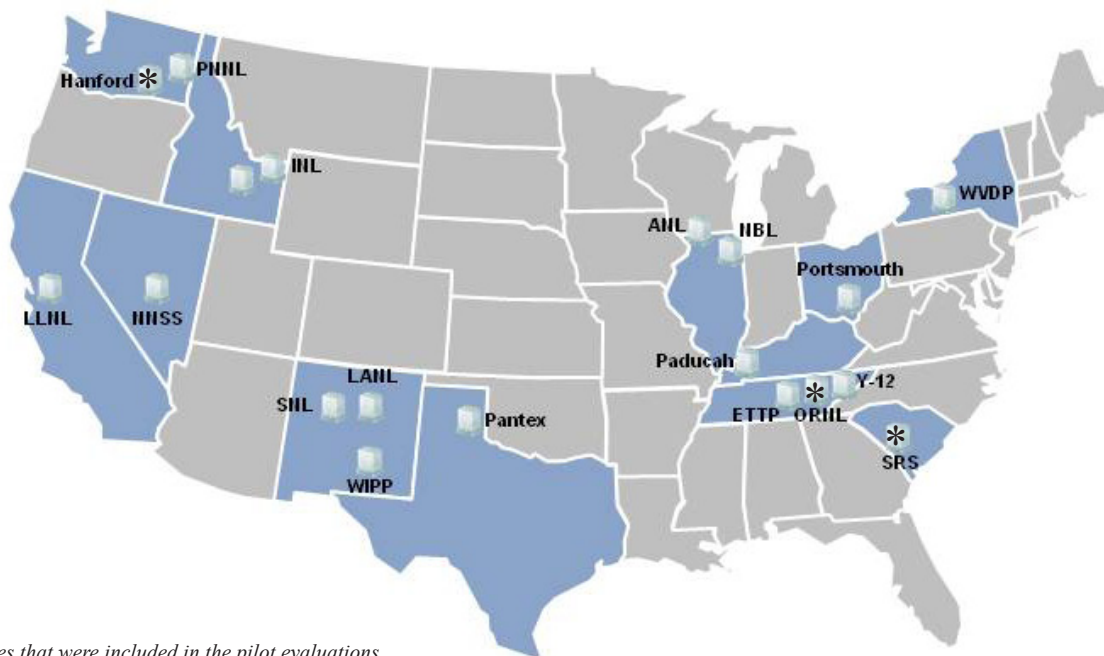 PNNL
Hanford *
INL
WVDP
ANL
NBL
Portsmouth
LLNL
NNSS
Paducah
LANL
Y-12
SNL
Pantex
ETTP
*
ORNL
*
SRS
WIPP
that were included in the pilot evaluations